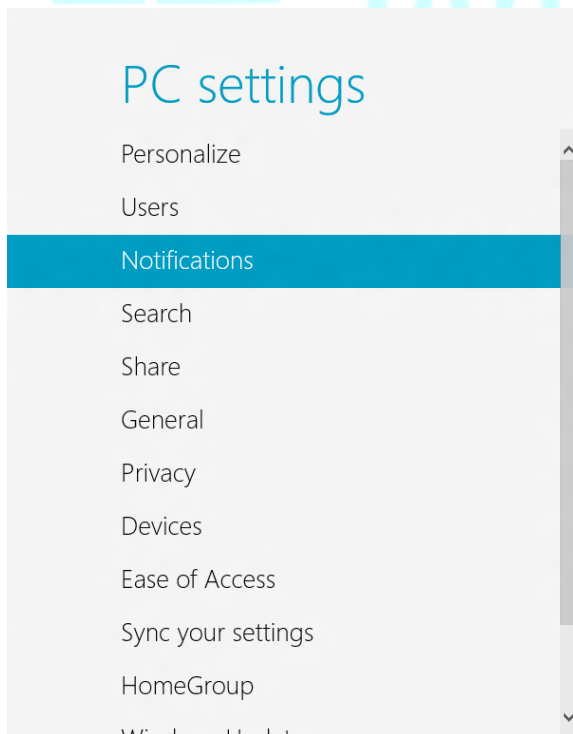 PC settings
Personalize
Users
Notifications
Search
Share
General
Privacy
Devices
Ease of Access
Sync your settings
HomeGroup